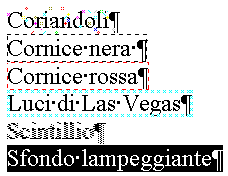 Coriandoli¶
Cornice·nera·¶
Cornice·rossa¶
Luci·di·Las·Vegas¶
Scintillio¶
Sfondo·lampeggiante¶